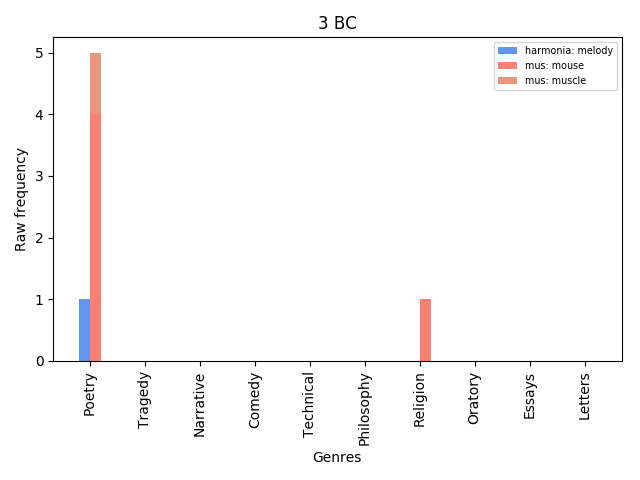 3 BC
harmonia: melody
mus: mouse
mus: muscle
Raw frequency
5
4
3
2
1
0
Poetry
Tragedy
Narrative
Comedy
Technical
Philosophy
Religion
Oratory
Essays
Letters
Genres